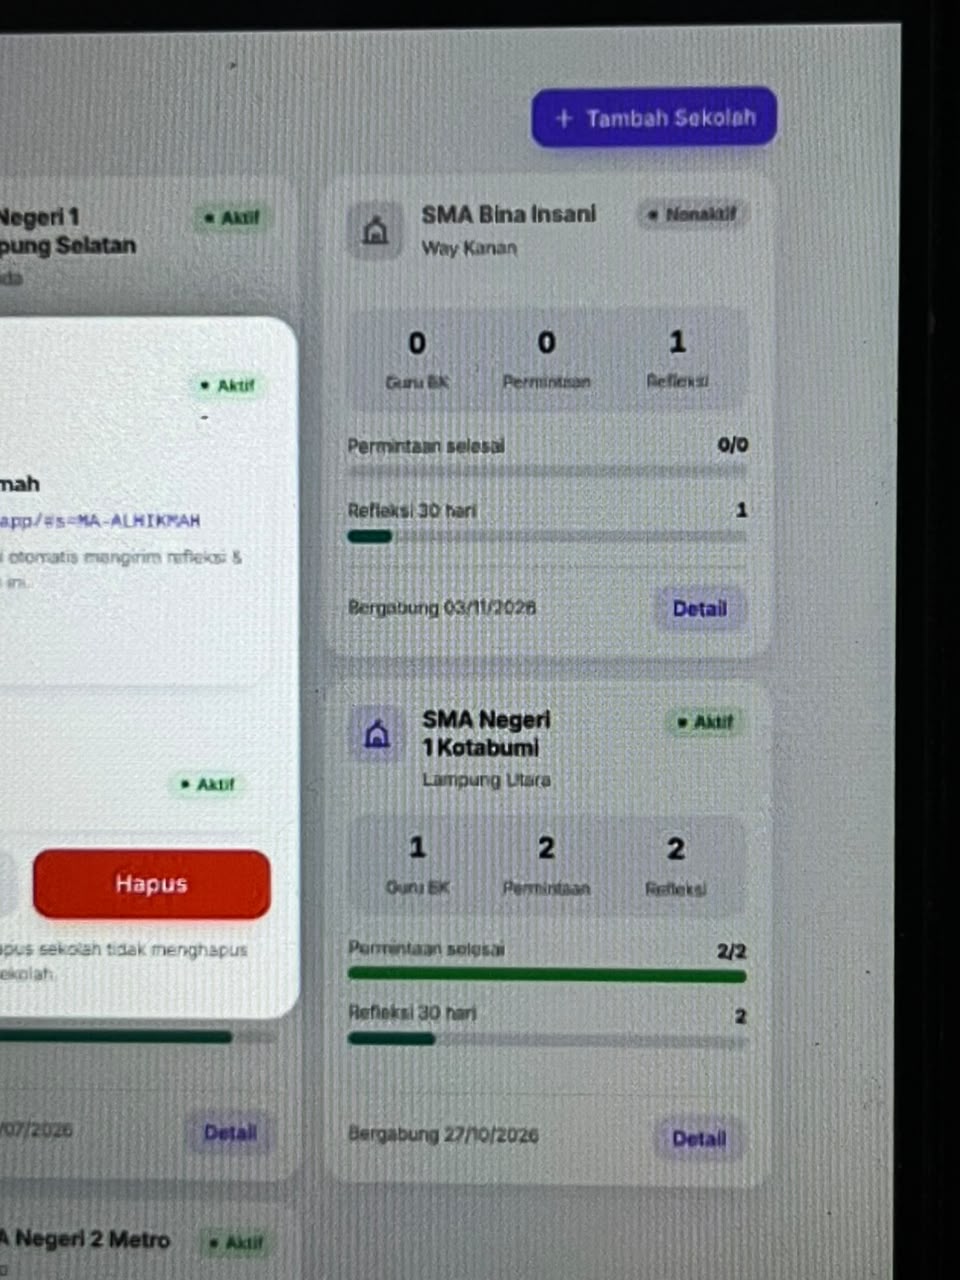 + Tambah Sekolah
Negeri 1
pung Selatan
Aktif
SMA Bina Insani
Way Kanan
Nonaktif
0
0
1
Guru BK
Permintaan
Refleksi
Permintaan selesai
0/0
Refleksi 30 hari
1
Bergabung 03/11/2026
Detail
Aktif
-
mah
app/#s=MA-ALHIKMAH
otomatis mengirim refleksi &
ini.
Aktif
Hapus
apus sekolah tidak menghapus
ekolah.
/07/2026
Detail
SMA Negeri
1 Kotabumi
Lampung Utara
Aktif
1
2
2
Guru BK
Permintaan
Refleksi
Permintaan selesai
2/2
Refleksi 30 hari
2
Bergabung 27/10/2026
Detail
A Negeri 2 Metro
Aktif